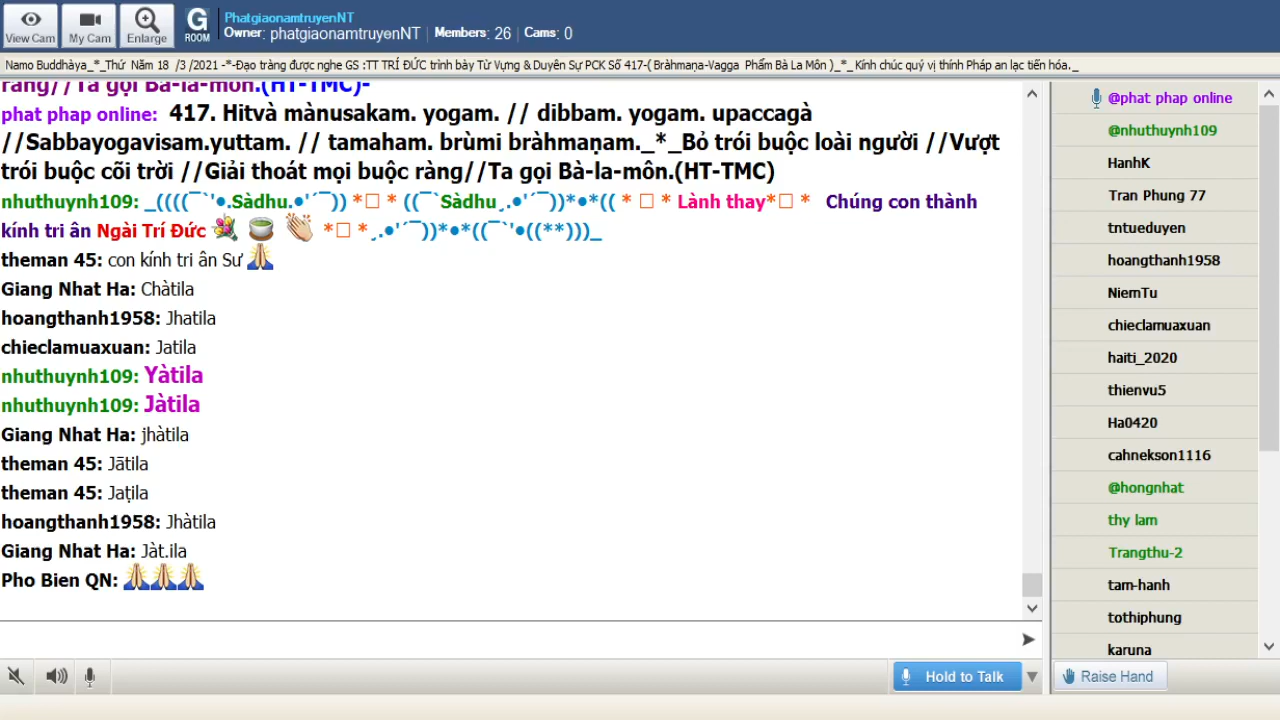 View Cam
My Cam
Enlarge
G
ROOM
PhatgiaonamtruyenNT
Owner: phatgiaonamtruyenNT | Members: 26 | Cams: 0
Namo Buddhàya_*_Thứ Năm 18 /3 /2021 -*-Đạo tràng được nghe GS :TT TRÍ ĐỨC trình bày Từ Vựng & Duyên Sự PCK Số 417-( Bràhmaṇa-Vagga Phẩm Bà La Môn )_*_ Kính chúc quý vị thính Pháp an lạc tiến hóa._
ràng//Ta gọi Bà-la-môn.(HT-TMC)-
phat phap online: 417. Hitvà mànusakam. yogam. // dibbam. yogam. upaccagà
//Sabbayogavisam.yuttam. // tamaham. brùmi bràhmaṇam._*_Bỏ trói buộc loài người //Vượt
trói buộc cõi trời //Giải thoát mọi buộc ràng//Ta gọi Bà-la-môn.(HT-TMC)
nhuthuynh109: _((((¯`'•.Sàdhu.•'´¯)) *□ * ((¯`Sàdhu¸.•'´¯))*•*(( * □ * Lành thay*□ * Chúng con thành
kính tri ân Ngài Trí Đức 💐 🍵 👏 *□ *¸.•'´¯))*•*((¯`'•((**)))_
theman 45: con kính tri ân Sư 🙏
Giang Nhat Ha: Chàtila
hoangthanh1958: Jhatila
chieclamuaxuan: Jatila
nhuthuynh109: Yàtila
nhuthuynh109: Jàtila
Giang Nhat Ha: jhàtila
theman 45: Jātila
theman 45: Jaṭila
hoangthanh1958: Jhàtila
Giang Nhat Ha: Jàt.ila
Pho Bien QN: 🙏🙏🙏
Hold to Talk
@phat phap online
@nhuthuynh109
HanhK
Tran Phung 77
tntueduyen
hoangthanh1958
NiemTu
chieclamuaxuan
haiti_2020
thienvu5
Ha0420
cahnekson1116
@hongnhat
thy lam
Trangthu-2
tam-hanh
tothiphung
karuna
Raise Hand